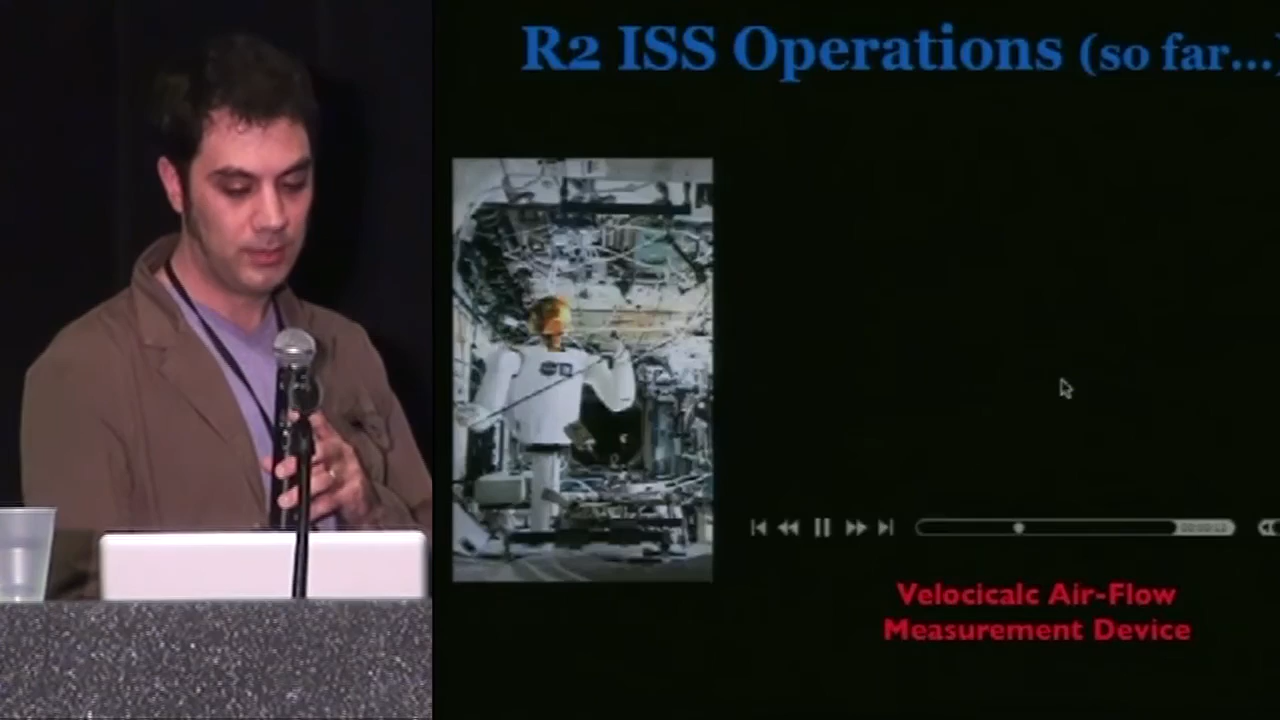 R2 ISS Operations (so far...)
Velocicalc Air-Flow
Measurement Device